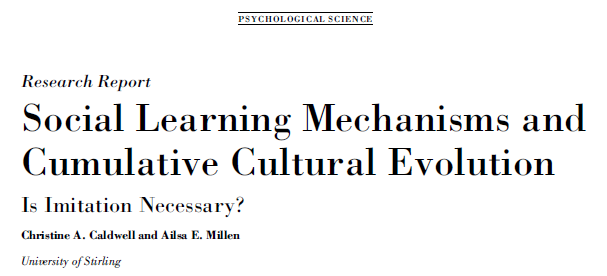 PSYCHOLOGICAL SCIENCE
Research Report
Social Learning Mechanisms and
Cumulative Cultural Evolution
Is Imitation Necessary?
Christine A. Caldwell and Ailsa E. Millen
University of Stirling